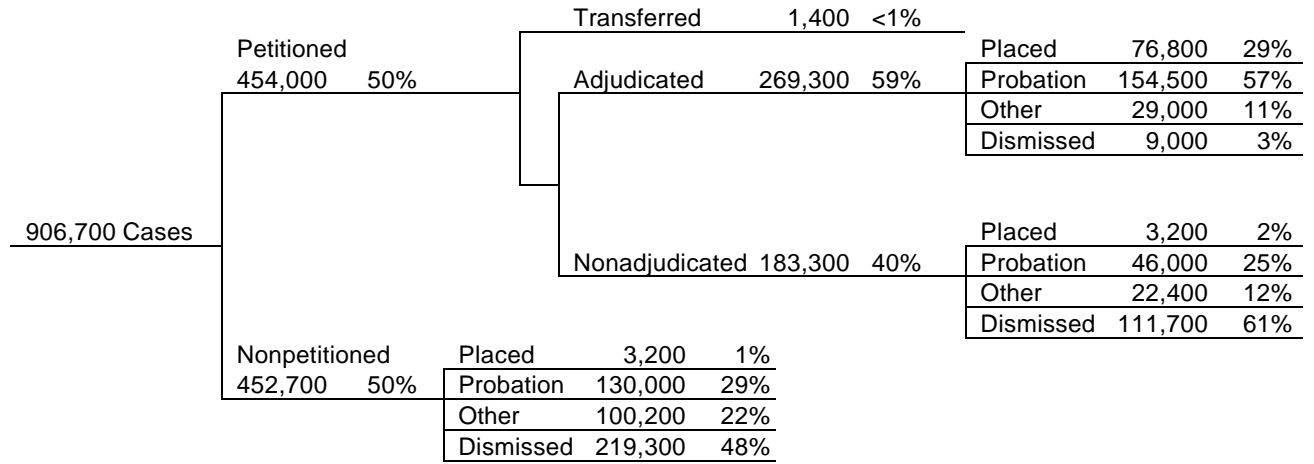 Transferred 1,400 <1%
Petitioned
454,000 50%
Adjudicated 269,300 59%
Placed 76,800 29%
Probation 154,500 57%
Other 29,000 11%
Dismissed 9,000 3%
906,700 Cases
Nonadjudicated 183,300 40%
Placed 3,200 2%
Probation 46,000 25%
Other 22,400 12%
Dismissed 111,700 61%
Nonpetitioned
452,700 50%
Placed 3,200 1%
Probation 130,000 29%
Other 100,200 22%
Dismissed 219,300 48%